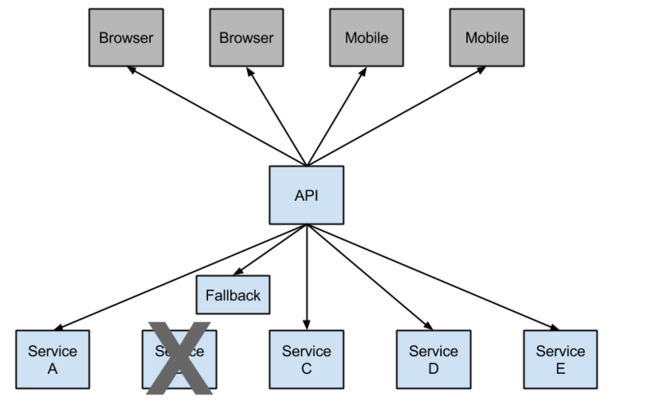 Browser
Browser
Mobile
Mobile
API
Fallback
Service
A
Service
C
Service
D
Service
E